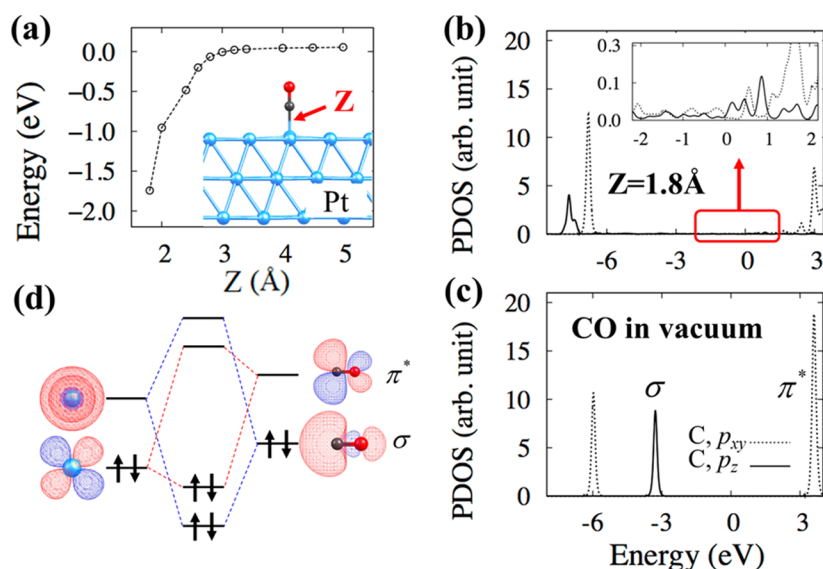 (a)
Energy (eV)
0.0
−0.5
−1.0
−1.5
−2.0
2 3 4 5
Z (Å)
Z
Pt
(b)
PDOS (arb. unit)
20
15
10
5
0
-6 -3 0 3
0.3
0.1
0.0
-2 -1 0 1 2
Z=1.8Å
(d)
π*
σ
(c)
PDOS (arb. unit)
20
15
10
5
0
CO in vacuum
σ
π*
C, pxy
C, pz
-6 -3 0 3
Energy (eV)